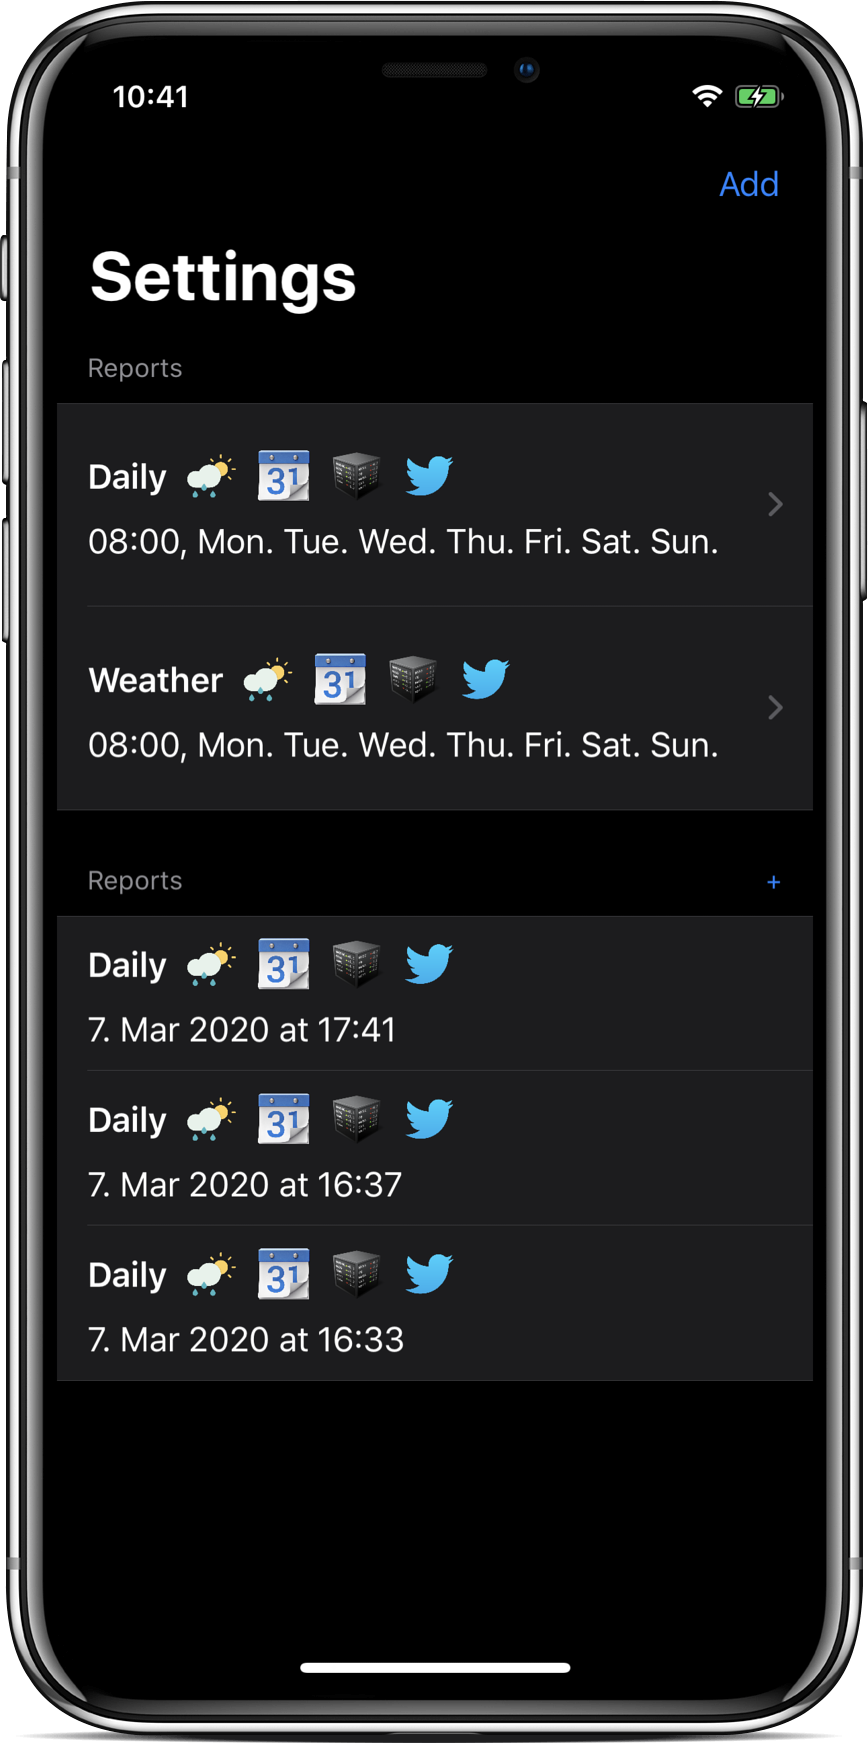 10:41
Add
Settings
Reports
Daily 31
08:00, Mon. Tue. Wed. Thu. Fri. Sat. Sun.
Weather 31
08:00, Mon. Tue. Wed. Thu. Fri. Sat. Sun.
Reports +
Daily 31
7. Mar 2020 at 17:41
Daily 31
7. Mar 2020 at 16:37
Daily 31
7. Mar 2020 at 16:33